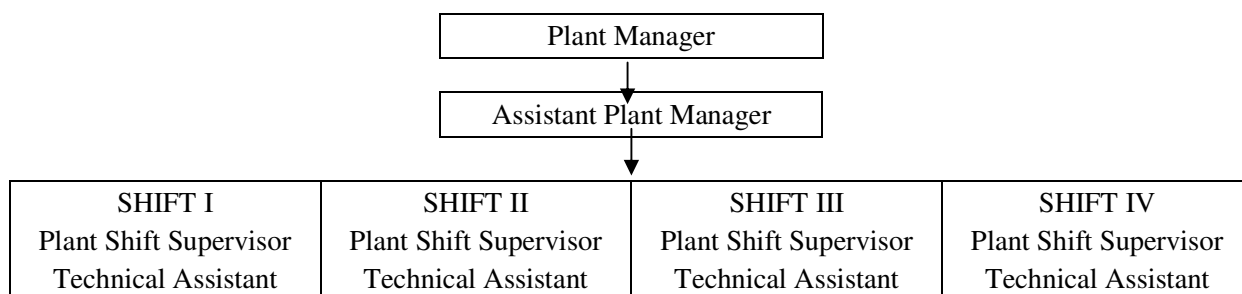 Plant Manager
Assistant Plant Manager
SHIFT I SHIFT II SHIFT III SHIFT IV
Plant Shift Supervisor Plant Shift Supervisor Plant Shift Supervisor Plant Shift Supervisor
Technical Assistant Technical Assistant Technical Assistant Technical Assistant